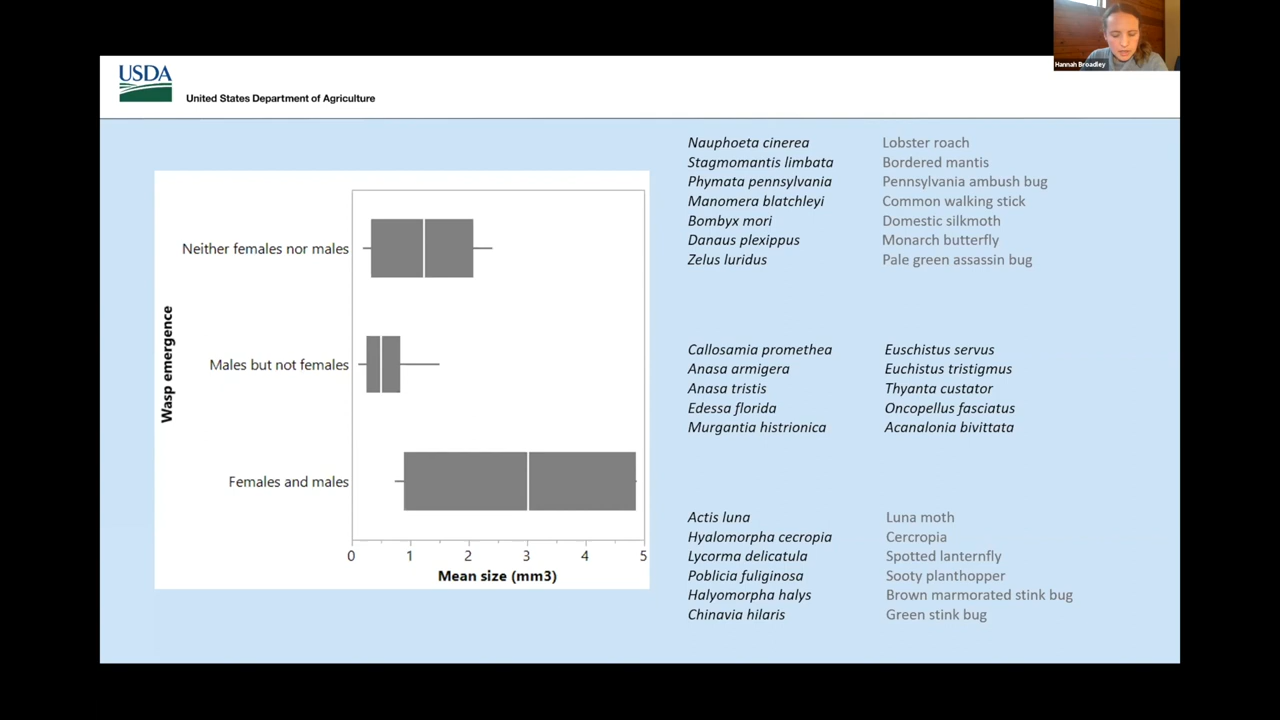 Hannah Broadley
USDA
United States Department of Agriculture
Wasp emergence
Neither females nor males
Males but not females
Females and males
0 1 2 3 4 5
Mean size (mm3)
Nauphoeta cinerea Lobster roach
Stagmomantis limbata Bordered mantis
Phymata pennsylvania Pennsylvania ambush bug
Manomera blatchleyi Common walking stick
Bombyx mori Domestic silkmoth
Danaus plexippus Monarch butterfly
Zelus luridus Pale green assassin bug
Callosamia promethea Euschistus servus
Anasa armigera Euchistus tristigmus
Anasa tristis Thyanta custator
Edessa florida Oncopellus fasciatus
Murgantia histrionica Acanalonia bivittata
Actis luna Luna moth
Hyalomorpha cecropia Cercropia
Lycorma delicatula Spotted lanternfly
Poblicia fuliginosa Sooty planthopper
Halyomorpha halys Brown marmorated stink bug
Chinavia hilaris Green stink bug